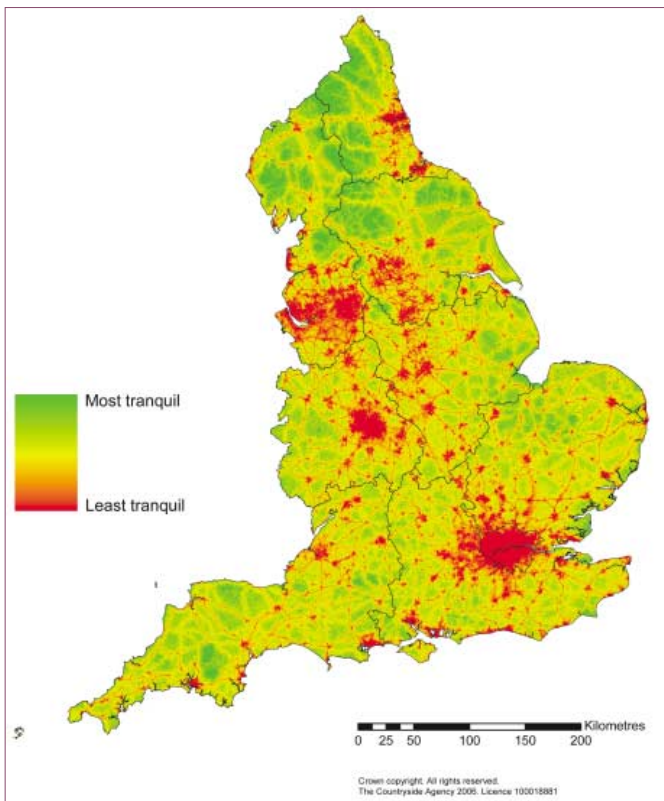 Most tranquil
Least tranquil
Kilometres
0 25 50 100 150 200
Crown copyright. All rights reserved.
The Countryside Agency 2006. Licence 100018881